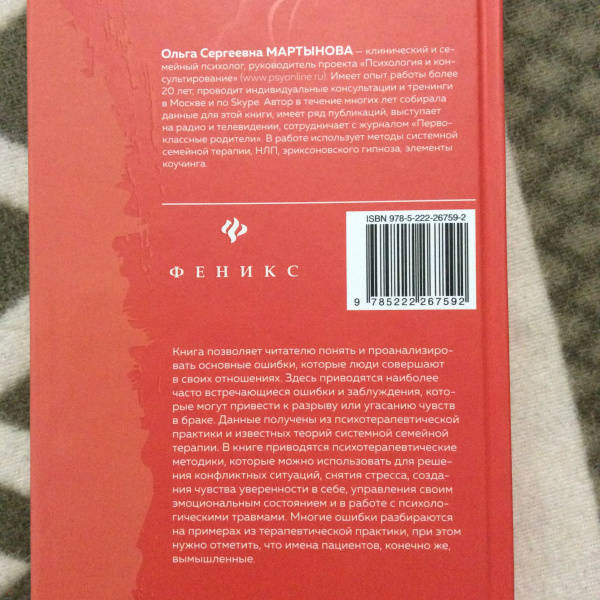 Ольга Сергеевна МАРТЫНОВА – клинический и се-
мейный психолог, руководитель проекта «Психология и кон-
сультирование» (www.psyonline.ru). Имеет опыт работы более
20 лет, проводит индивидуальные консультации и тренинги
в Москве и по Skype. Автор в течение многих лет собирала
данные для этой книги, имеет ряд публикаций, выступает
на радио и телевидении, сотрудничает с журналом «Перво-
классные родители». В работе использует методы системной
семейной терапии, НЛП, эриксоновского гипноза, элементы
коучинга.
ISBN 978-5-222-26759-2
ФЕНИКС
9 785222 267592
Книга позволяет читателю понять и проанализиро-
вать основные ошибки, которые люди совершают
в своих отношениях. Здесь приводятся наиболее
часто встречающиеся ошибки и заблуждения, кото-
рые могут привести к разрыву или угасанию чувств
в браке. Данные получены из психотерапевтической
практики и известных теорий системной семейной
терапии. В книге приводятся психотерапевтические
методики, которые можно использовать для реше-
ния конфликтных ситуаций, снятия стресса, созда-
ния чувства уверенности в себе, управления своим
эмоциональным состоянием и в работе с психоло-
гическими травмами. Многие ошибки разбираются
на примерах из терапевтической практики, при этом
нужно отметить, что имена пациентов, конечно же,
вымышленные.